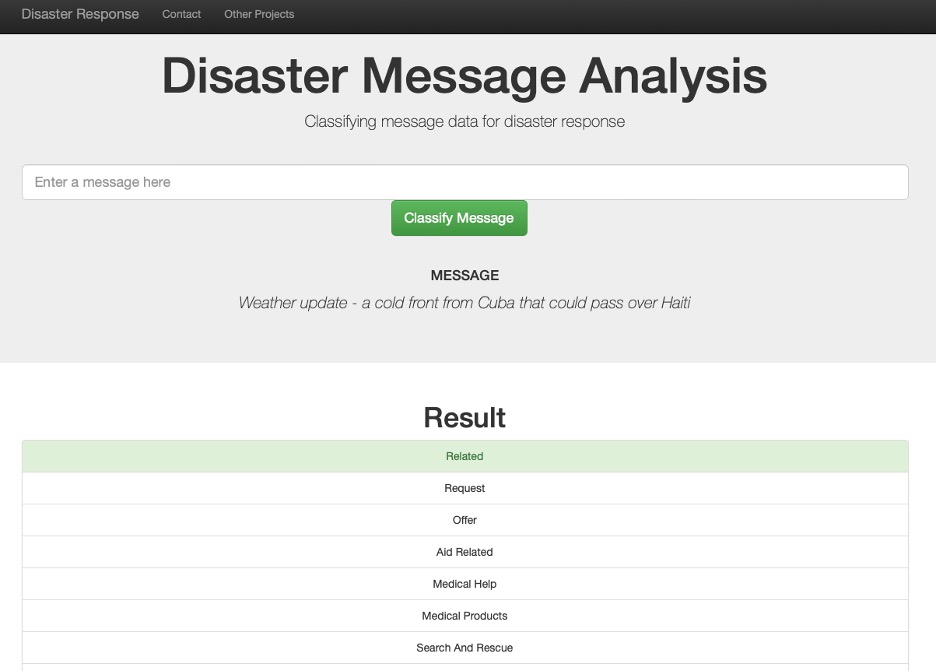 Disaster Response Contact Other Projects
Disaster Message Analysis
Classifying message data for disaster response
Enter a message here
Classify Message
MESSAGE
Weather update - a cold front from Cuba that could pass over Haiti
Result
Related
Request
Offer
Aid Related
Medical Help
Medical Products
Search And Rescue